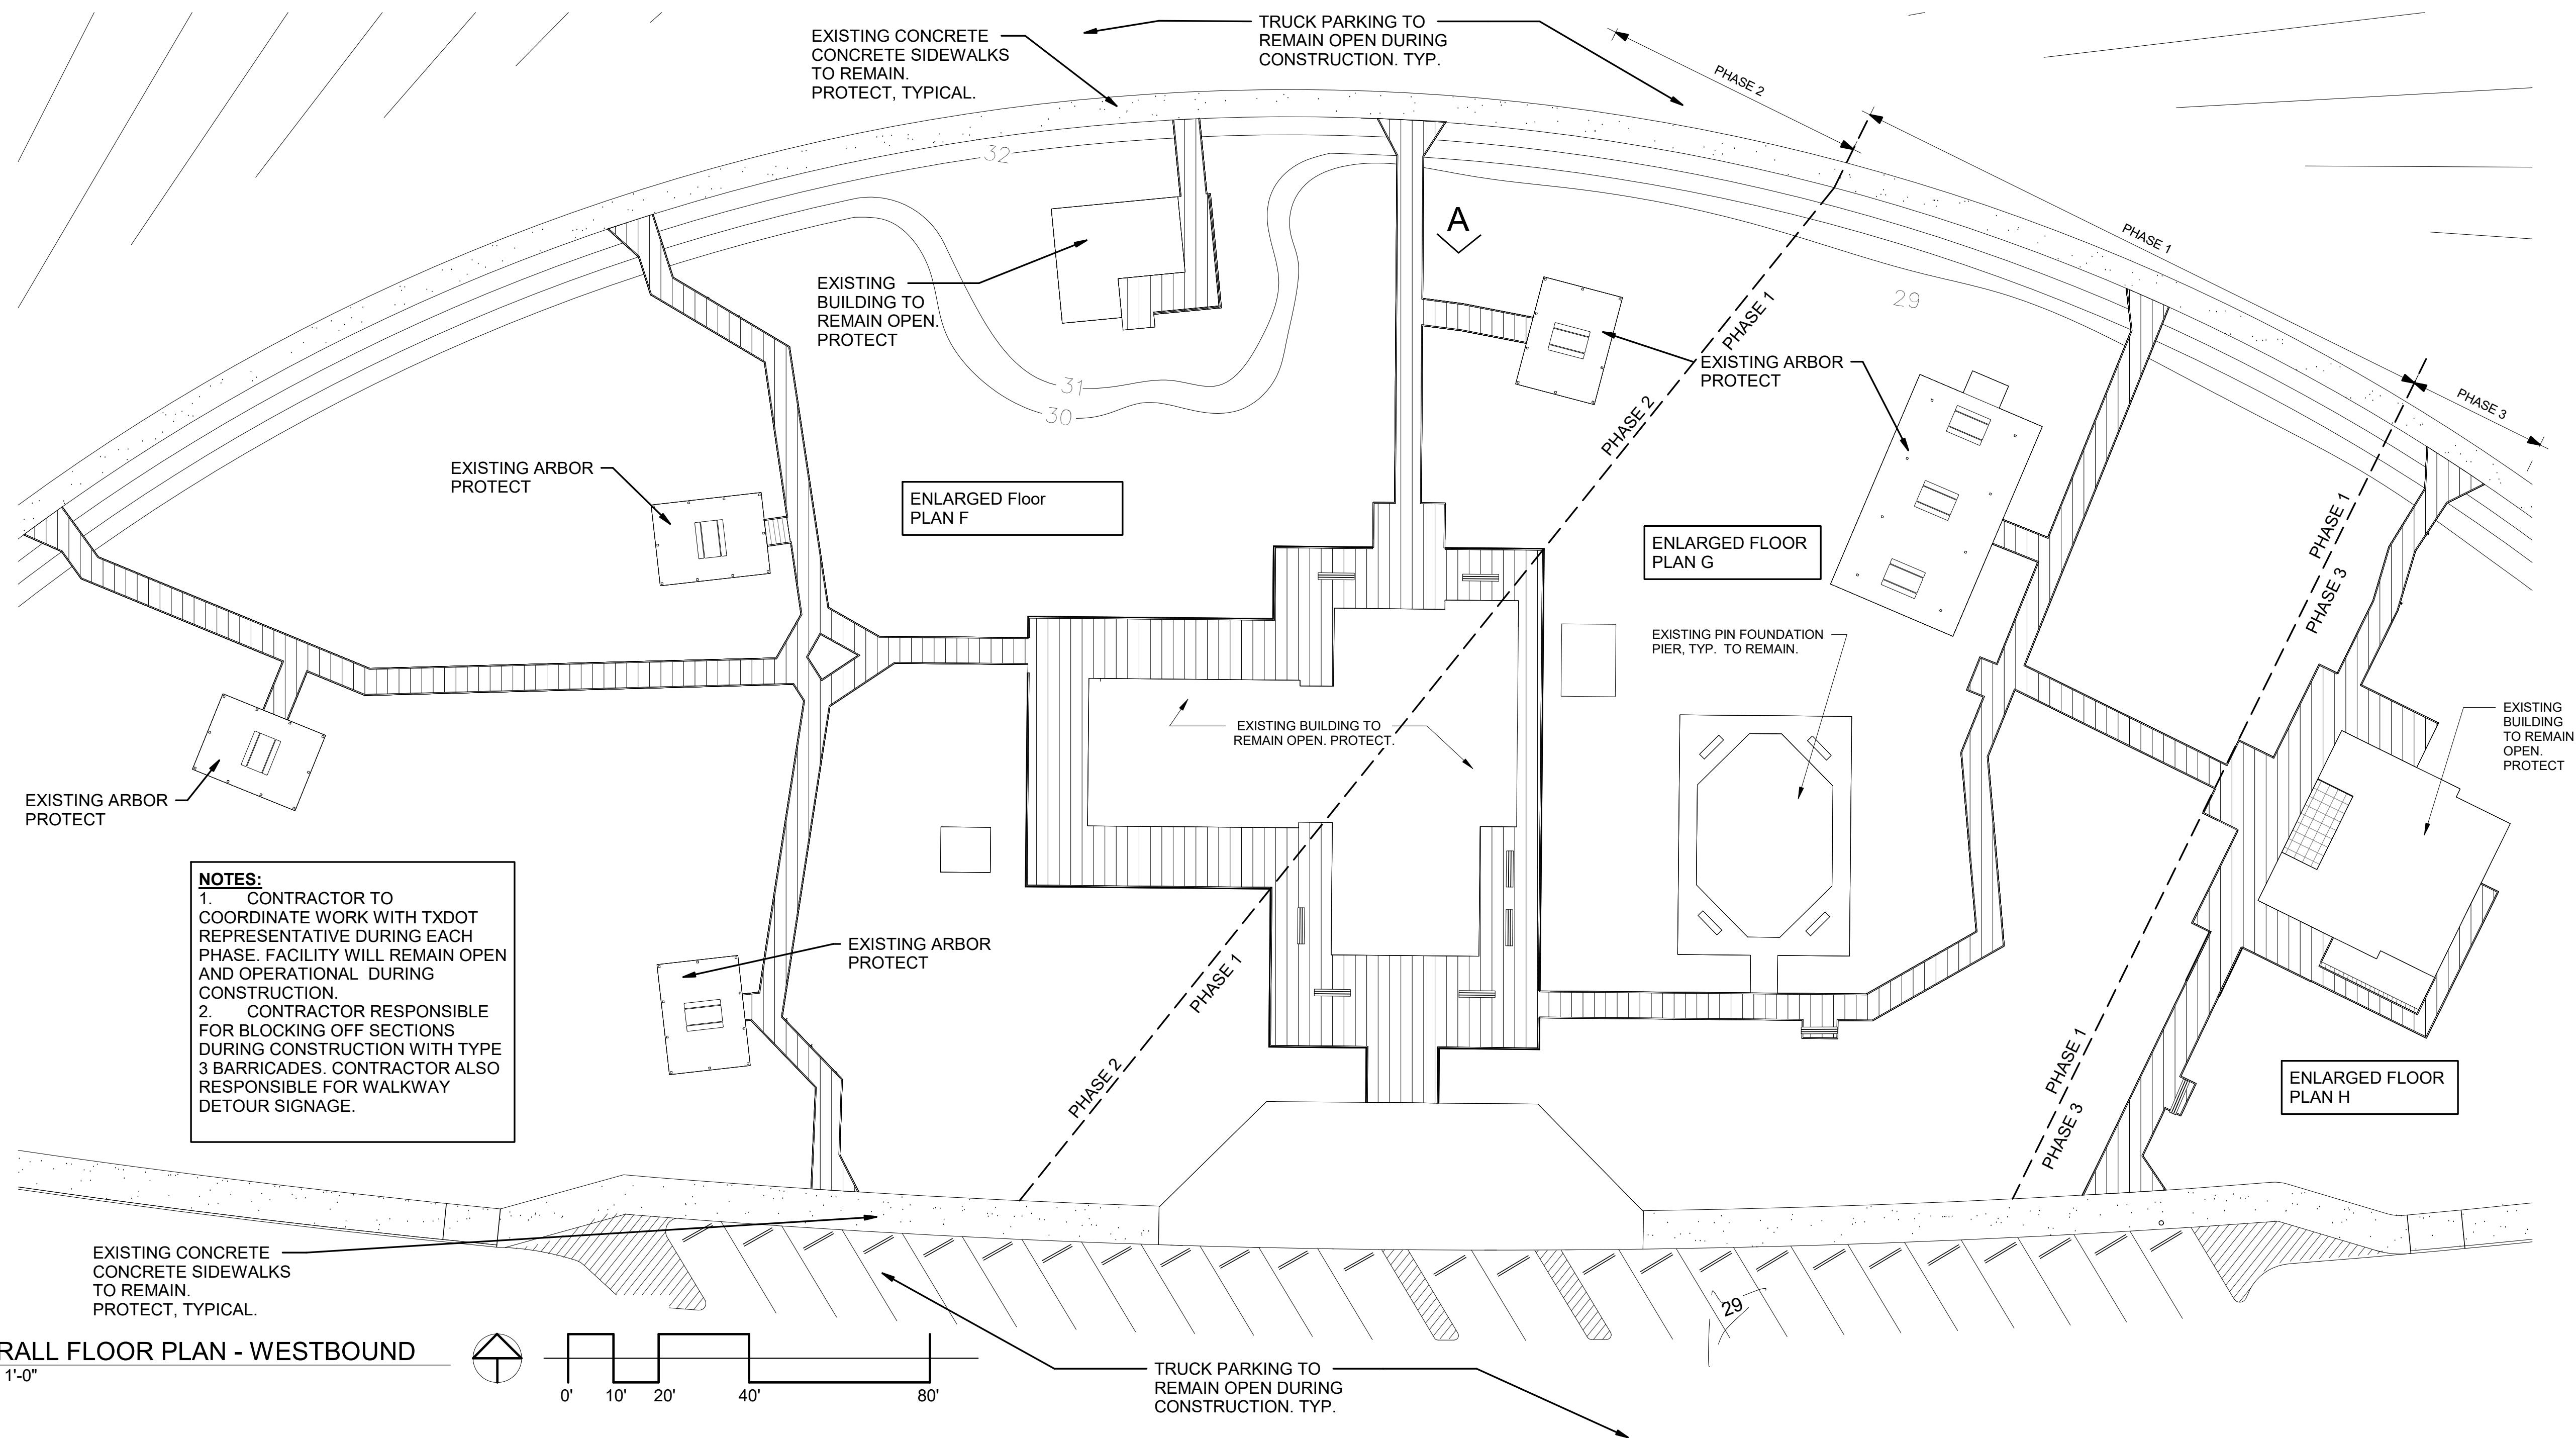 EXISTING CONCRETE
CONCRETE SIDEWALKS
TO REMAIN.
PROTECT, TYPICAL.
TRUCK PARKING TO
REMAIN OPEN DURING
CONSTRUCTION. TYP.
PHASE 2
PHASE 1
PHASE 3
32
A
EXISTING
BUILDING TO
REMAIN OPEN.
PROTECT
31
30
29
PHASE 1
PHASE 2
EXISTING ARBOR
PROTECT
EXISTING ARBOR
PROTECT
ENLARGED Floor
PLAN F
ENLARGED FLOOR
PLAN G
PHASE 1
PHASE 3
EXISTING PIN FOUNDATION
PIER, TYP. TO REMAIN.
EXISTING BUILDING TO
REMAIN OPEN. PROTECT.
EXISTING
BUILDING
TO REMAIN
OPEN.
PROTECT
EXISTING ARBOR
PROTECT
NOTES:
1. CONTRACTOR TO
COORDINATE WORK WITH TXDOT
REPRESENTATIVE DURING EACH
PHASE. FACILITY WILL REMAIN OPEN
AND OPERATIONAL DURING
CONSTRUCTION.
2. CONTRACTOR RESPONSIBLE
FOR BLOCKING OFF SECTIONS
DURING CONSTRUCTION WITH TYPE
3 BARRICADES. CONTRACTOR ALSO
RESPONSIBLE FOR WALKWAY
DETOUR SIGNAGE.
EXISTING ARBOR
PROTECT
PHASE 1
PHASE 2
PHASE 1
PHASE 3
ENLARGED FLOOR
PLAN H
EXISTING CONCRETE
CONCRETE SIDEWALKS
TO REMAIN.
PROTECT, TYPICAL.
29
RALL FLOOR PLAN - WESTBOUND
1'-0"
0' 10' 20' 40' 80'
TRUCK PARKING TO
REMAIN OPEN DURING
CONSTRUCTION. TYP.